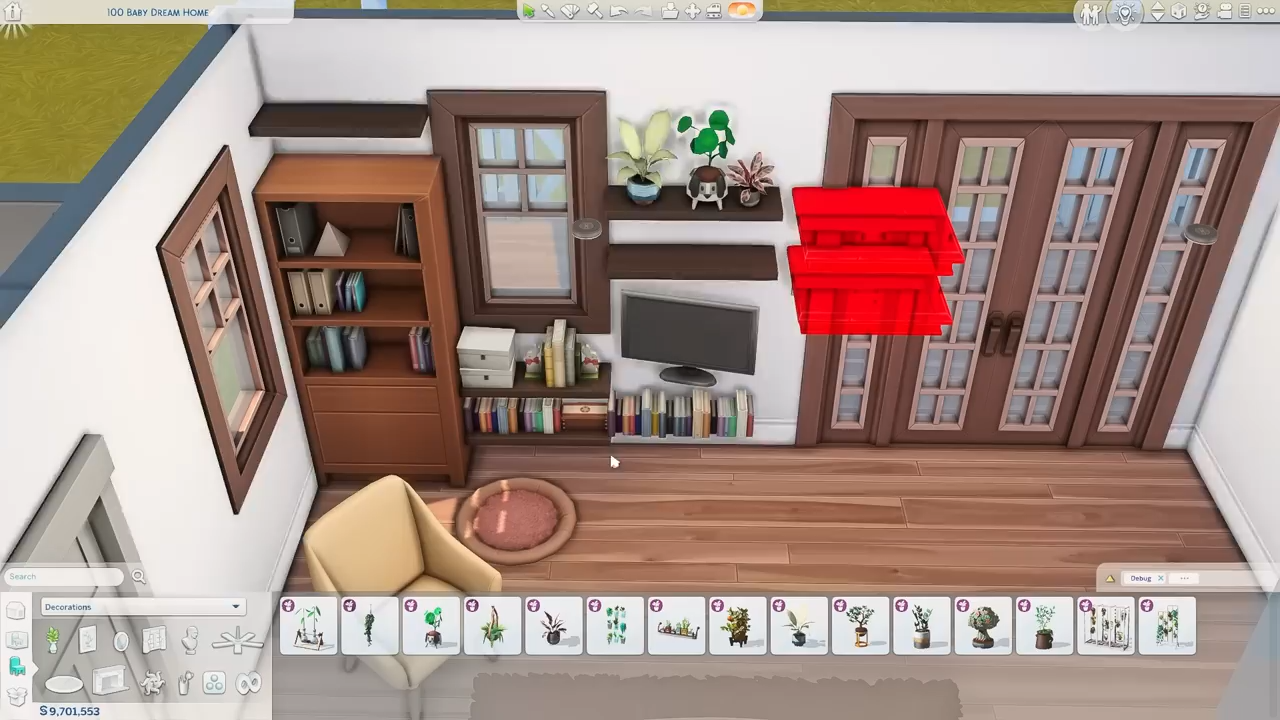 100 BABY DREAM HOME
Search
Debug
Decorations
§9,701,553